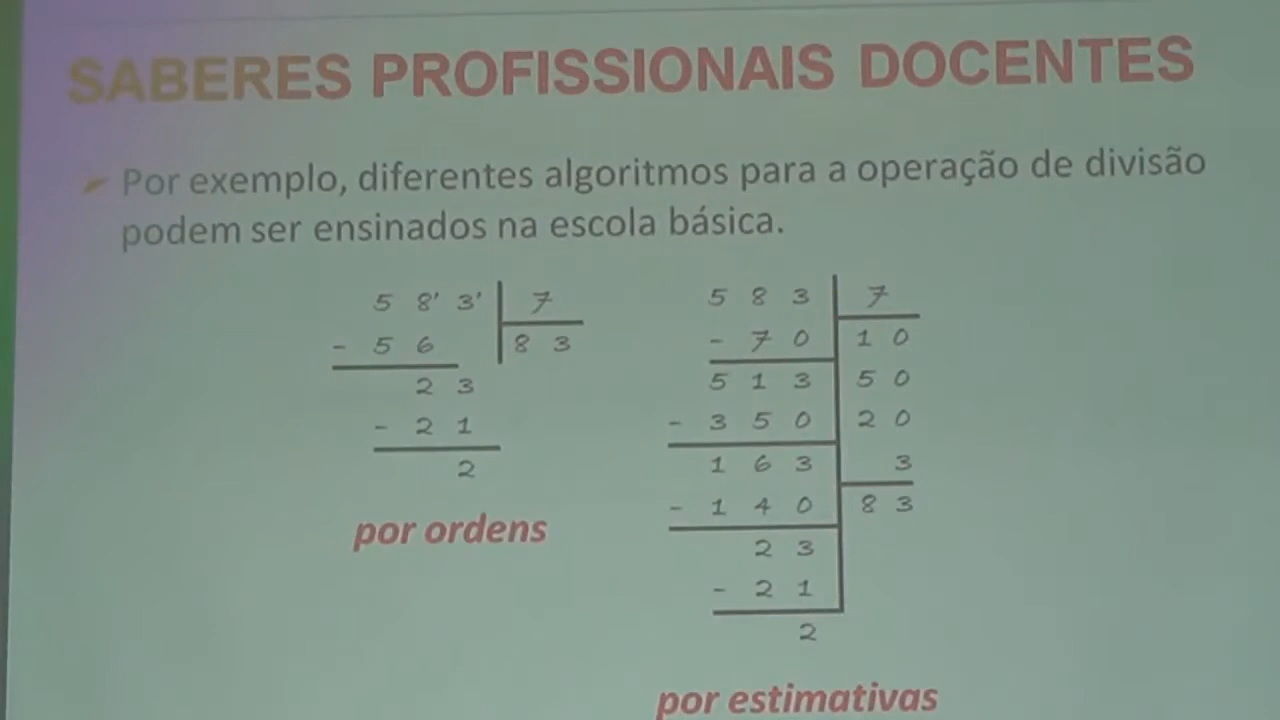 SABERES PROFISSIONAIS DOCENTES
Por exemplo, diferentes algoritmos para a operação de divisão
podem ser ensinados na escola básica.
5 8' 3' 7
- 5 6 8 3
2 3
- 2 1
2
por ordens
5 8 3 7
- 7 0 1 0
5 1 3 5 0
- 3 5 0 2 0
1 6 3 3
- 1 4 0 8 3
2 3
- 2 1
2
por estimativas